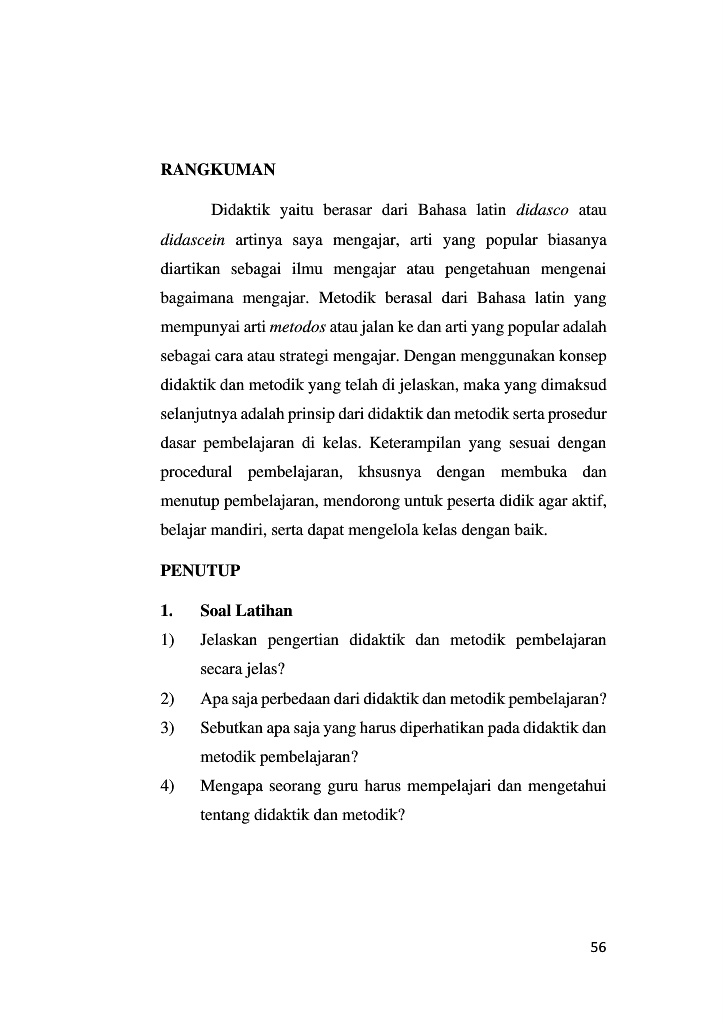 RANGKUMAN
Didaktik yaitu berasar dari Bahasa latin didasco atau
didascein artinya saya mengajar, arti yang popular biasanya
diartikan sebagai ilmu mengajar atau pengetahuan mengenai
bagaimana mengajar. Metodik berasal dari Bahasa latin yang
mempunyai arti metodos atau jalan ke dan arti yang popular adalah
sebagai cara atau strategi mengajar. Dengan menggunakan konsep
didaktik dan metodik yang telah di jelaskan, maka yang dimaksud
selanjutnya adalah prinsip dari didaktik dan metodik serta prosedur
dasar pembelajaran di kelas. Keterampilan yang sesuai dengan
procedural pembelajaran, khsusnya dengan membuka dan
menutup pembelajaran, mendorong untuk peserta didik agar aktif,
belajar mandiri, serta dapat mengelola kelas dengan baik.
PENUTUP
1. Soal Latihan
1) Jelaskan pengertian didaktik dan metodik pembelajaran
secara jelas?
2) Apa saja perbedaan dari didaktik dan metodik pembelajaran?
3) Sebutkan apa saja yang harus diperhatikan pada didaktik dan
metodik pembelajaran?
4) Mengapa seorang guru harus mempelajari dan mengetahui
tentang didaktik dan metodik?
56